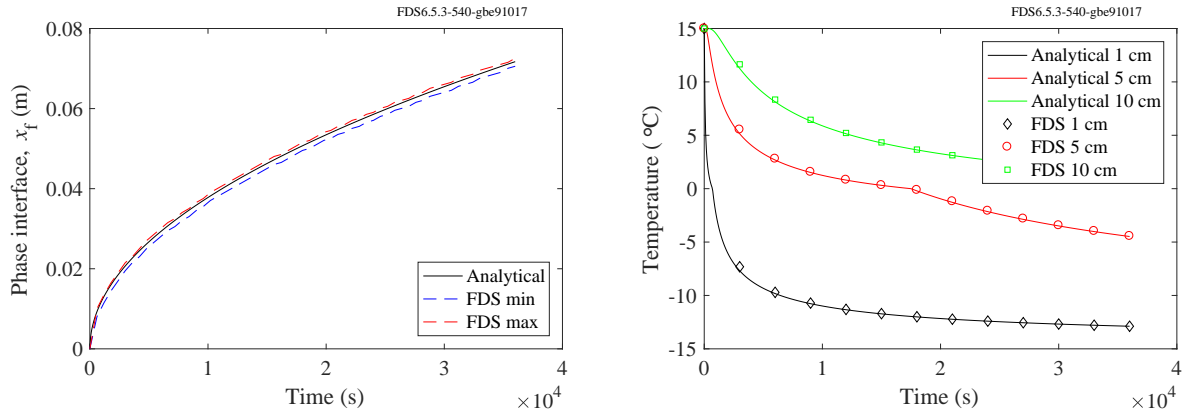 FDS6.5.3-540-gbe91017
0.08
0.06
0.04
0.02
0
Phase interface, x_f (m)
Analytical
FDS min
FDS max
0 1 2 3 4
Time (s)
×10^4
FDS6.5.3-540-gbe91017
15
10
5
0
-5
-10
-15
Temperature ( °C)
Analytical 1 cm
Analytical 5 cm
Analytical 10 cm
FDS 1 cm
FDS 5 cm
FDS 10 cm
0 1 2 3 4
Time (s)
×10^4